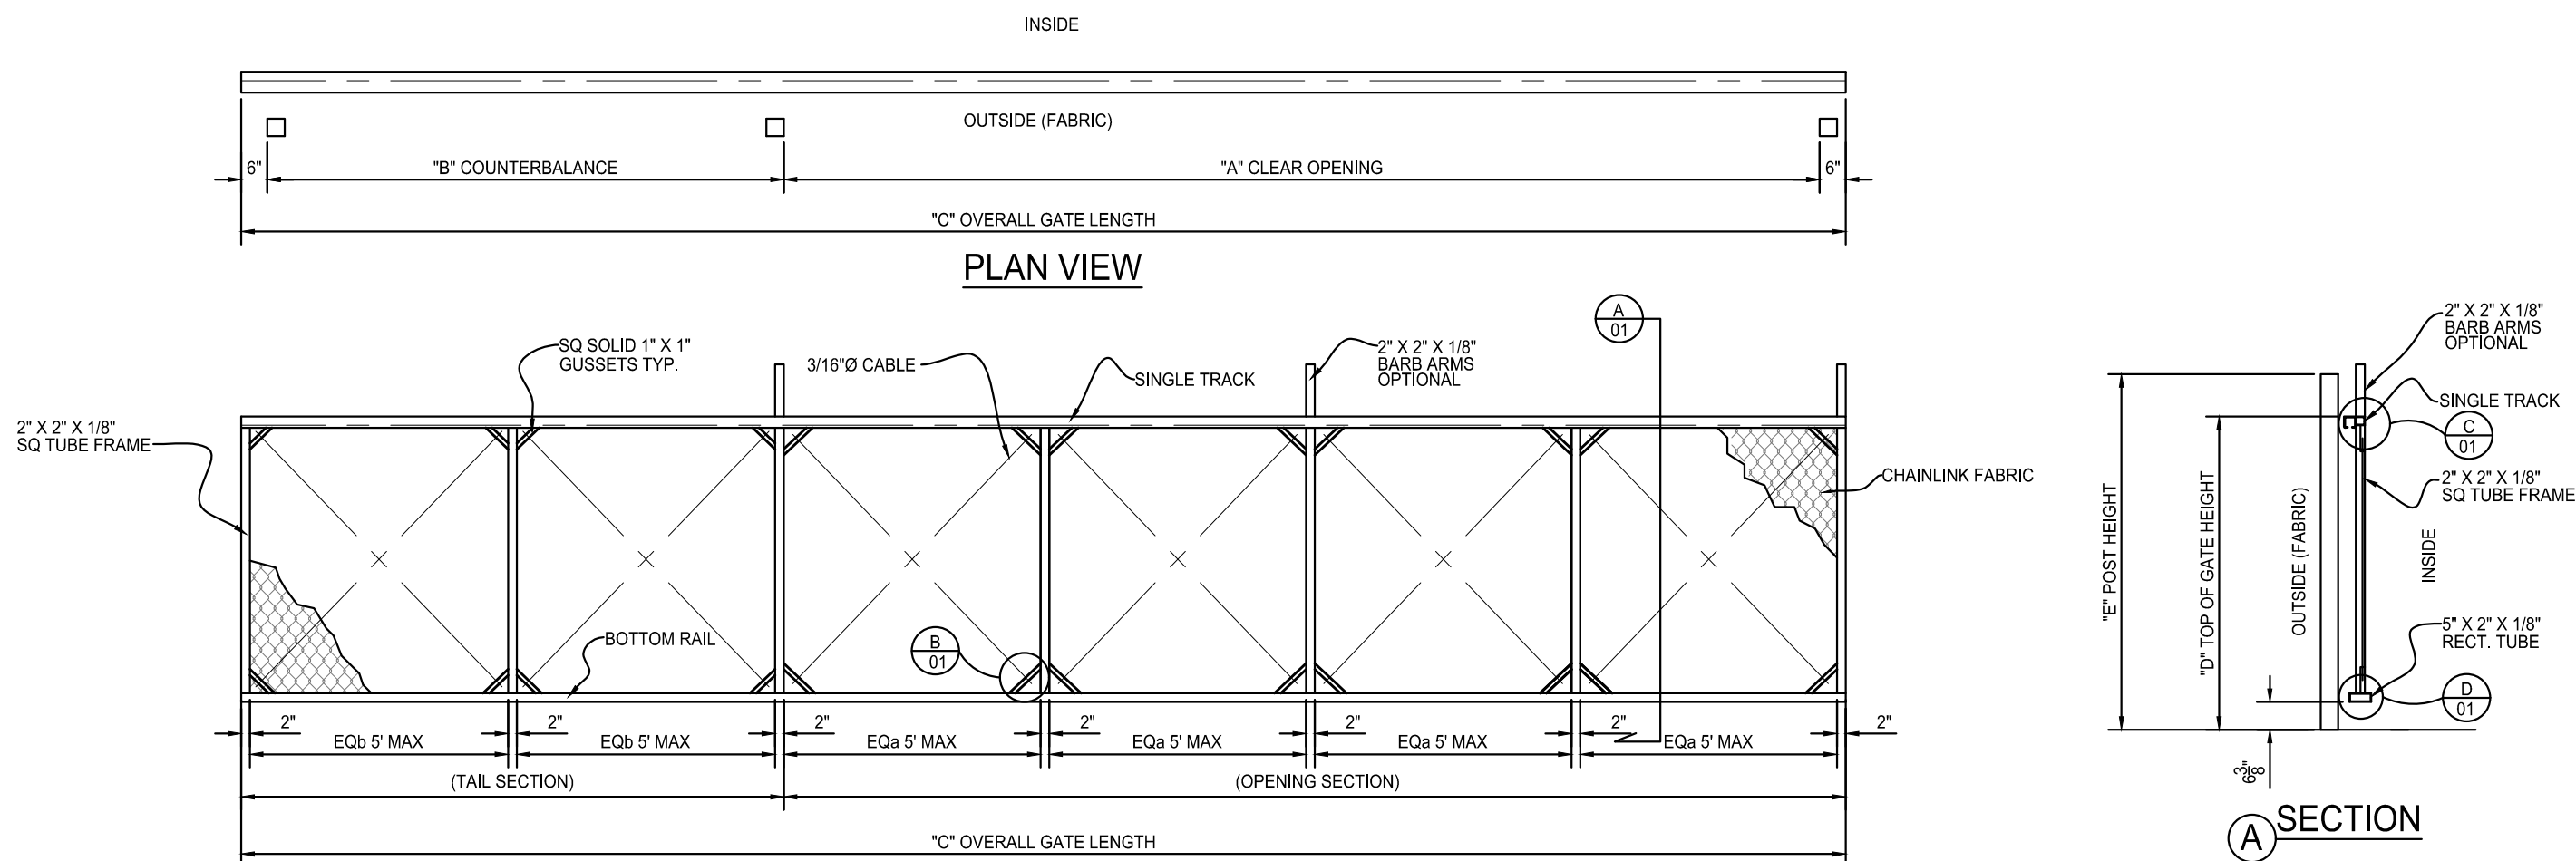 INSIDE
OUTSIDE (FABRIC)
6"
"B" COUNTERBALANCE
"A" CLEAR OPENING
6"
"C" OVERALL GATE LENGTH
PLAN VIEW
SQ SOLID 1" X 1"
GUSSETS TYP.
3/16"Ø CABLE
SINGLE TRACK
2" X 2" X 1/8"
BARB ARMS
OPTIONAL
A
01
2" X 2" X 1/8"
SQ TUBE FRAME
CHAINLINK FABRIC
BOTTOM RAIL
B
01
2"
2"
2"
2"
2"
2"
2"
EQb 5' MAX
EQb 5' MAX
EQa 5' MAX
EQa 5' MAX
EQa 5' MAX
EQa 5' MAX
(TAIL SECTION)
(OPENING SECTION)
"C" OVERALL GATE LENGTH
2" X 2" X 1/8"
BARB ARMS
OPTIONAL
SINGLE TRACK
C
01
2" X 2" X 1/8"
SQ TUBE FRAME
"E" POST HEIGHT
"D" TOP OF GATE HEIGHT
OUTSIDE (FABRIC)
INSIDE
5" X 2" X 1/8"
RECT. TUBE
D
01
6 3/8"
A
SECTION